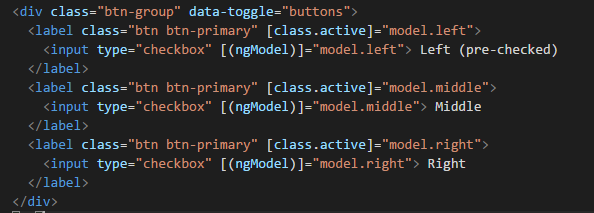 <div class="btn-group" data-toggle="buttons">
<label class="btn btn-primary" [class.active]="model.left">
<input type="checkbox" [(ngModel)]="model.left"> Left (pre-checked)
</label>
<label class="btn btn-primary" [class.active]="model.middle">
<input type="checkbox" [(ngModel)]="model.middle"> Middle
</label>
<label class="btn btn-primary" [class.active]="model.right">
<input type="checkbox" [(ngModel)]="model.right"> Right
</label>
</div>